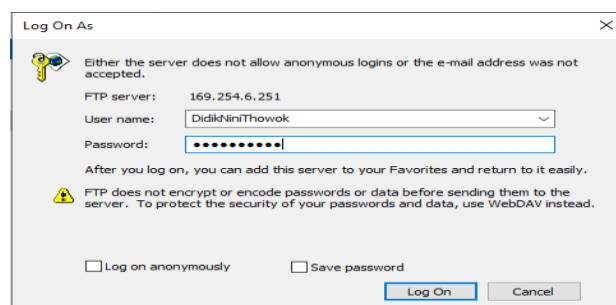 Log On As
Either the server does not allow anonymous logins or the e-mail address was not
accepted.
FTP server: 169.254.6.251
User name: DidikNiniThowok
Password: ••••••••••
After you log on, you can add this server to your Favorites and return to it easily.
FTP does not encrypt or encode passwords or data before sending them to the
server. To protect the security of your passwords and data, use WebDAV instead.
Log on anonymously Save password
Log On Cancel